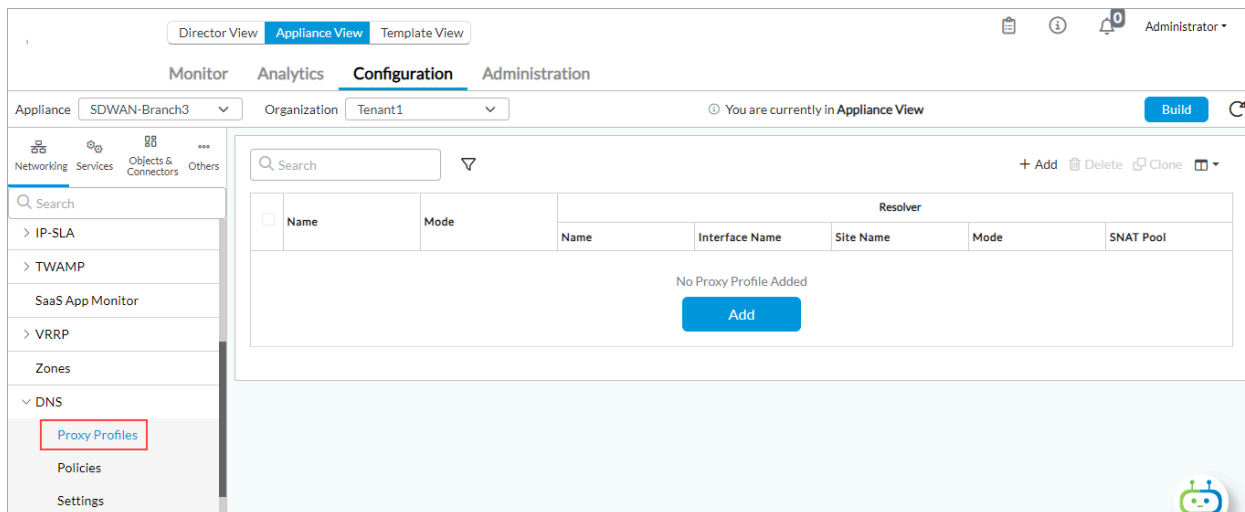 Director View Appliance View Template View
0
Administrator
Monitor Analytics Configuration Administration
Appliance SDWAN-Branch3 Organization Tenant1 You are currently in Appliance View Build
Networking Services Objects & Connectors Others
Search
IP-SLA
TWAMP
SaaS App Monitor
VRRP
Zones
DNS
Proxy Profiles
Policies
Settings
Search
+ Add Delete Clone
Name Mode Resolver
Name Interface Name Site Name Mode SNAT Pool
No Proxy Profile Added
Add